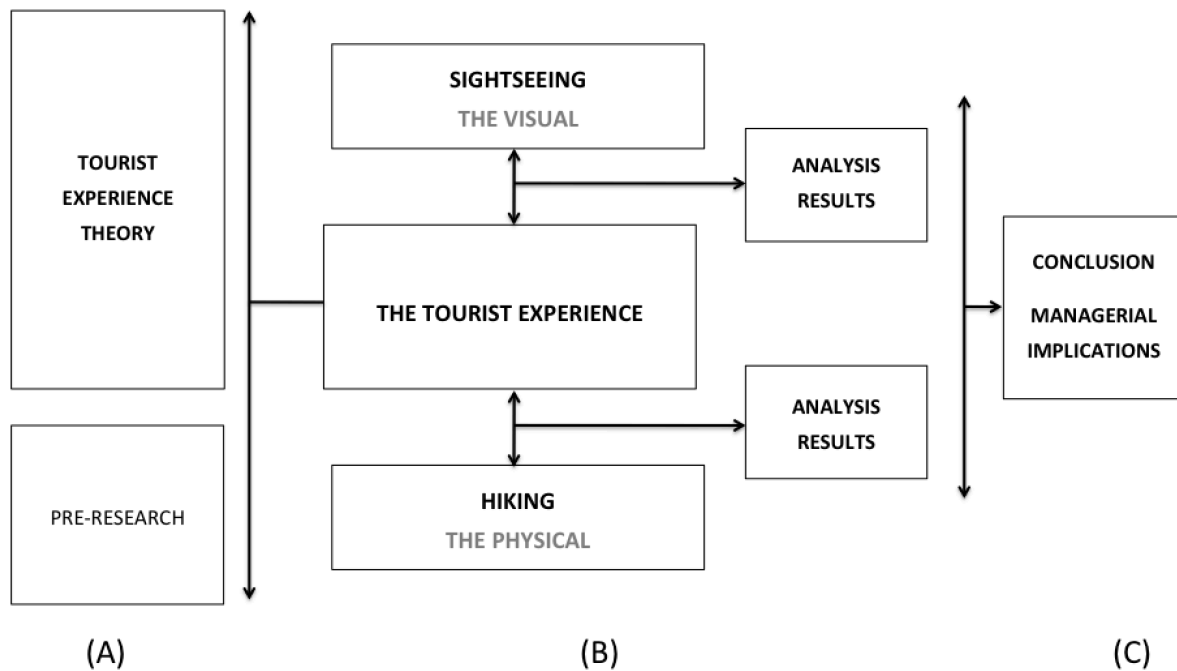 TOURIST
EXPERIENCE
THEORY
PRE-RESEARCH
SIGHTSEEING
THE VISUAL
THE TOURIST EXPERIENCE
HIKING
THE PHYSICAL
ANALYSIS
RESULTS
ANALYSIS
RESULTS
CONCLUSION
MANAGERIAL
IMPLICATIONS
(A)
(B)
(C)